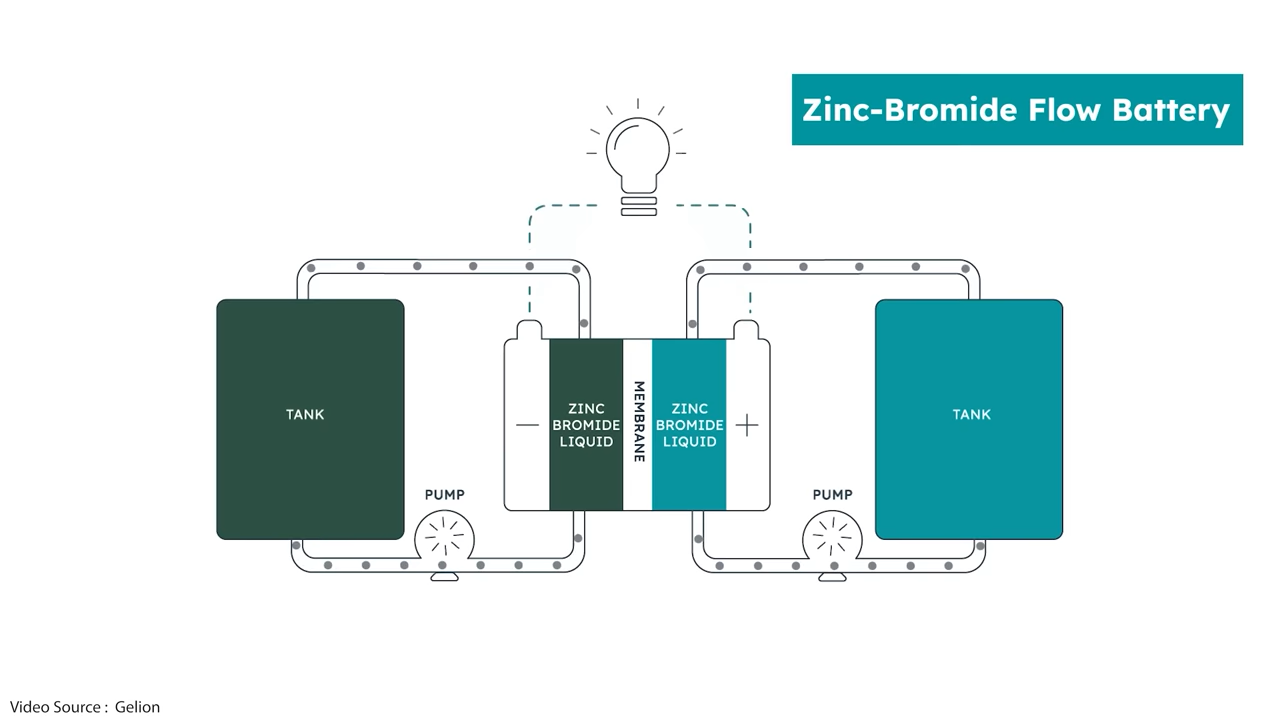 Zinc-Bromide Flow Battery
TANK
ZINC
BROMIDE
LIQUID
MEMBRANE
ZINC
BROMIDE
LIQUID
TANK
PUMP
PUMP
Video Source : Gelion